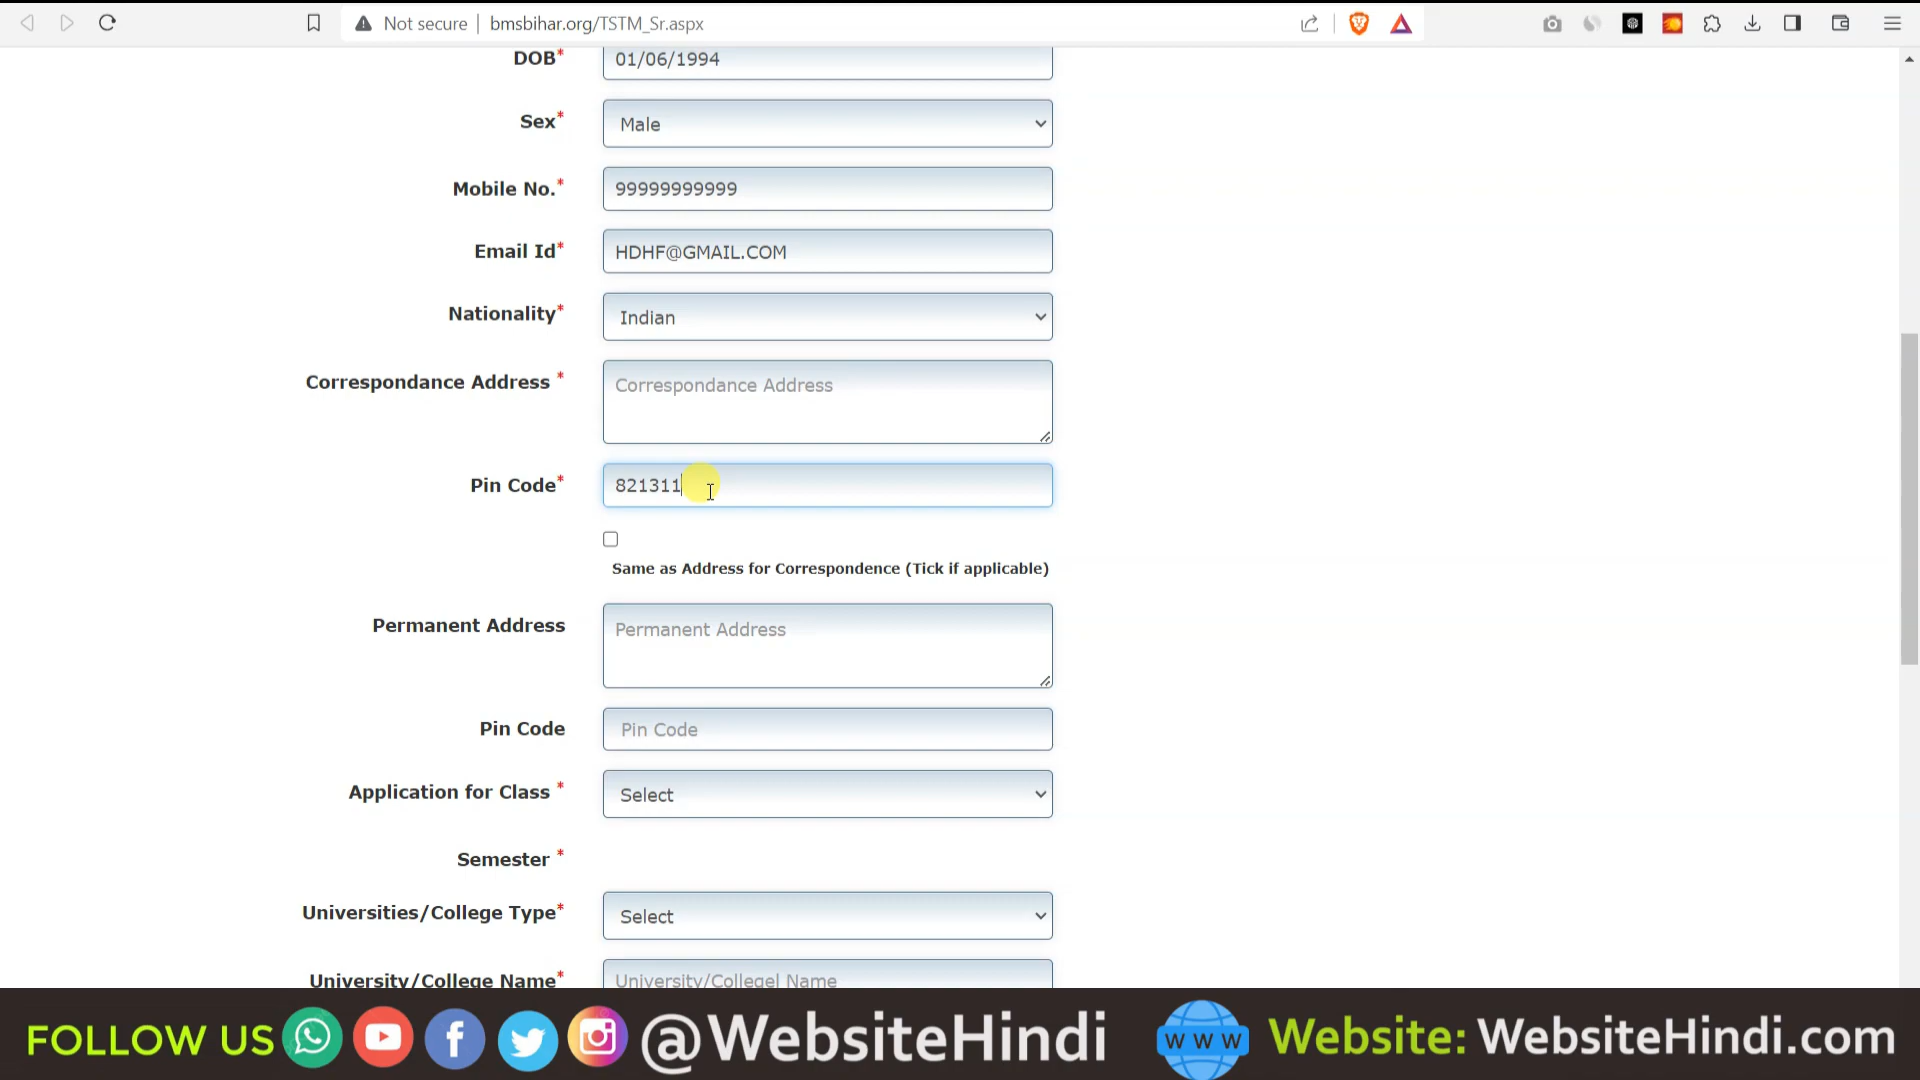 Not secure | bmsbihar.org/TSTM_Sr.aspx
DOB* 01/06/1994
Sex* Male
Mobile No.* 99999999999
Email Id* HDHF@GMAIL.COM
Nationality* Indian
Correspondance Address * Correspondance Address
Pin Code* 821311
Same as Address for Correspondence (Tick if applicable)
Permanent Address Permanent Address
Pin Code Pin Code
Application for Class * Select
Semester *
Universities/College Type* Select
University/College Name* University/Collegel Name
FOLLOW US @WebsiteHindi WWW Website: WebsiteHindi.com